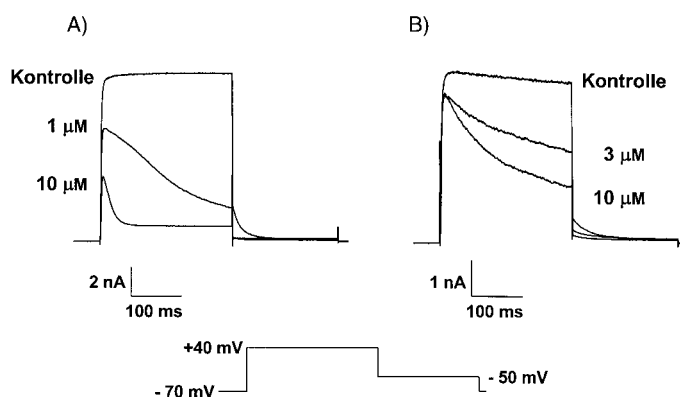 A)
Kontrolle
1 µM
10 µM
2 nA
100 ms
B)
Kontrolle
3 µM
10 µM
1 nA
100 ms
+40 mV
- 70 mV
- 50 mV